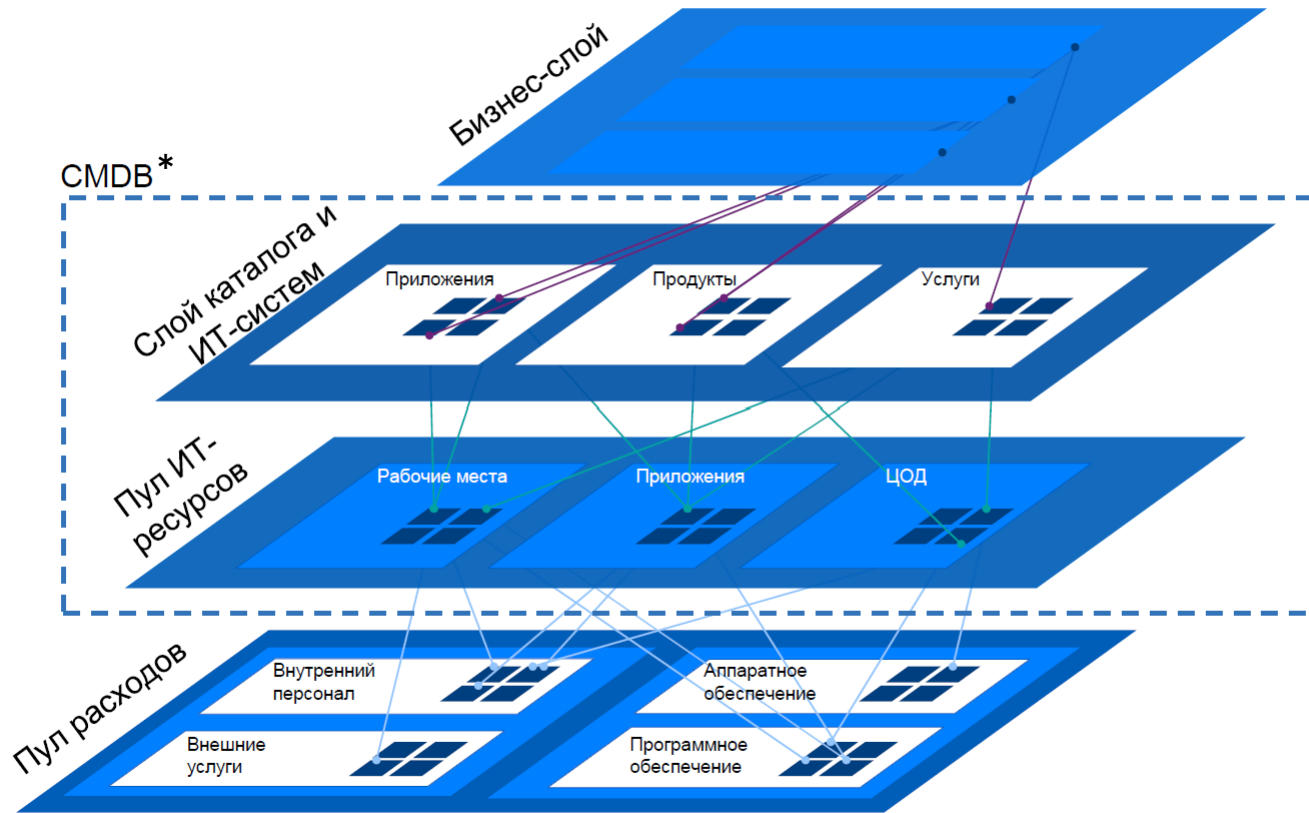 Бизнес-слой
CMDB*
Слой каталога и
ИТ-систем
Приложения
Продукты
Услуги
Пул ИТ-
ресурсов
Рабочие места
Приложения
ЦОД
Пул расходов
Внутренний
персонал
Аппаратное
обеспечение
Внешние
услуги
Программное
обеспечение